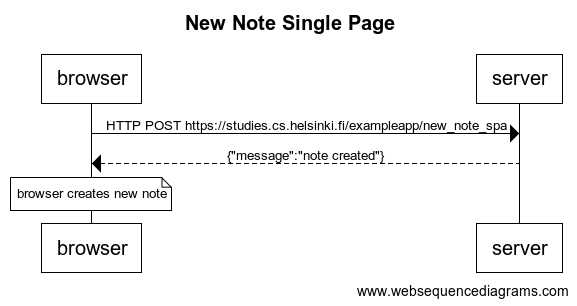 New Note Single Page
browser
server
HTTP POST https://studies.cs.helsinki.fi/exampleapp/new_note_spa
{"message":"note created"}
browser creates new note
browser
server
www.websequencediagrams.com